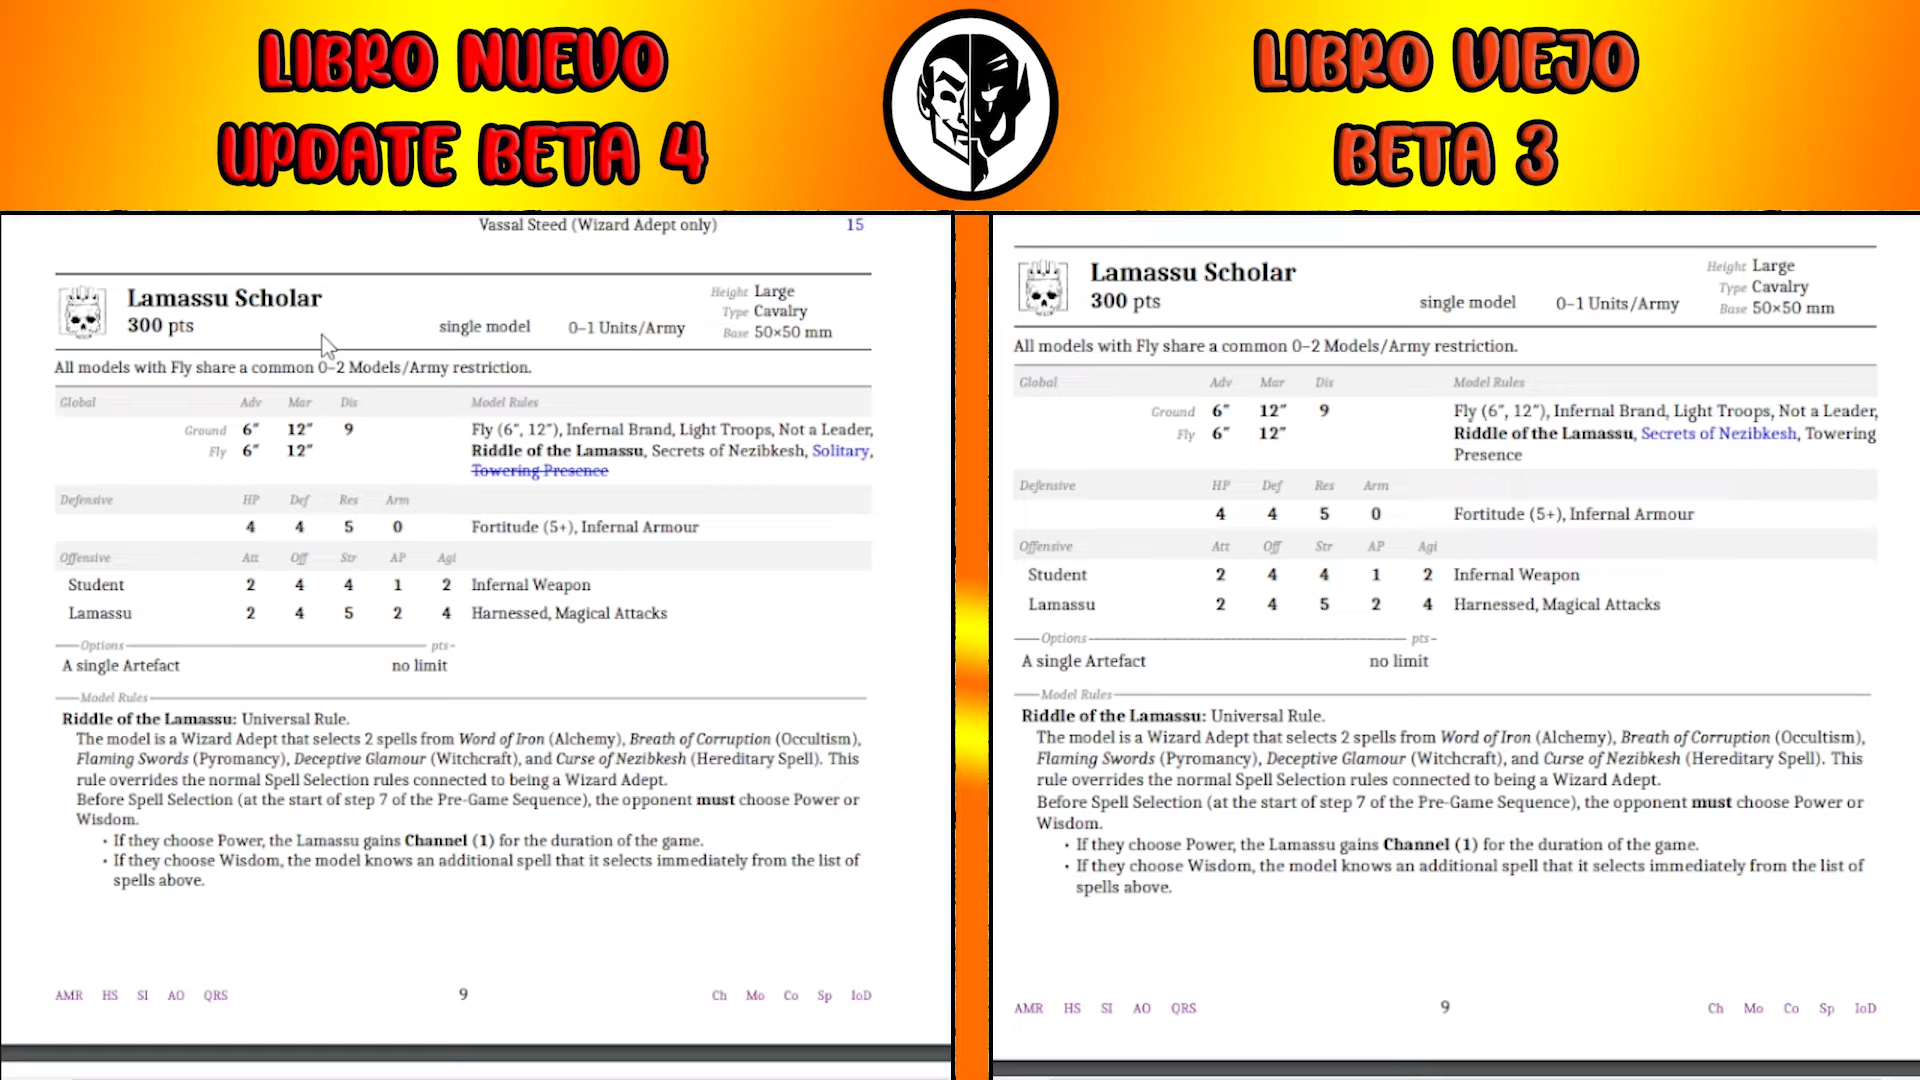 LIBRO NUEVO
UPDATE BETA 4
LIBRO VIEJO
BETA 3
Vassal Steed (Wizard Adept only) 15
Lamassu Scholar
300 pts single model 0–1 Units/Army
Height Large
Type Cavalry
Base 50×50 mm
All models with Fly share a common 0–2 Models/Army restriction.
Global Adv Mar Dis Model Rules
Ground 6″ 12″ 9 Fly (6″, 12″), Infernal Brand, Light Troops, Not a Leader,
Fly 6″ 12″ Riddle of the Lamassu, Secrets of Nezibkesh, Solitary,
Towering Presence
Defensive HP Def Res Arm
4 4 5 0 Fortitude (5+), Infernal Armour
Offensive Att Off Str AP Agi
Student 2 4 4 1 2 Infernal Weapon
Lamassu 2 4 5 2 4 Harnessed, Magical Attacks
Options pts
A single Artefact no limit
Model Rules
Riddle of the Lamassu: Universal Rule.
The model is a Wizard Adept that selects 2 spells from Word of Iron (Alchemy), Breath of Corruption (Occultism),
Flaming Swords (Pyromancy), Deceptive Glamour (Witchcraft), and Curse of Nezibkesh (Hereditary Spell). This
rule overrides the normal Spell Selection rules connected to being a Wizard Adept.
Before Spell Selection (at the start of step 7 of the Pre-Game Sequence), the opponent must choose Power or
Wisdom.
• If they choose Power, the Lamassu gains Channel (1) for the duration of the game.
• If they choose Wisdom, the model knows an additional spell that it selects immediately from the list of
spells above.
AMR HS SI AO QRS 9 Ch Mo Co Sp IoD
Lamassu Scholar
300 pts single model 0–1 Units/Army
Height Large
Type Cavalry
Base 50×50 mm
All models with Fly share a common 0–2 Models/Army restriction.
Global Adv Mar Dis Model Rules
Ground 6″ 12″ 9 Fly (6″, 12″), Infernal Brand, Light Troops, Not a Leader,
Fly 6″ 12″ Riddle of the Lamassu, Secrets of Nezibkesh, Towering
Presence
Defensive HP Def Res Arm
4 4 5 0 Fortitude (5+), Infernal Armour
Offensive Att Off Str AP Agi
Student 2 4 4 1 2 Infernal Weapon
Lamassu 2 4 5 2 4 Harnessed, Magical Attacks
Options pts
A single Artefact no limit
Model Rules
Riddle of the Lamassu: Universal Rule.
The model is a Wizard Adept that selects 2 spells from Word of Iron (Alchemy), Breath of Corruption (Occultism),
Flaming Swords (Pyromancy), Deceptive Glamour (Witchcraft), and Curse of Nezibkesh (Hereditary Spell). This
rule overrides the normal Spell Selection rules connected to being a Wizard Adept.
Before Spell Selection (at the start of step 7 of the Pre-Game Sequence), the opponent must choose Power or
Wisdom.
• If they choose Power, the Lamassu gains Channel (1) for the duration of the game.
• If they choose Wisdom, the model knows an additional spell that it selects immediately from the list of
spells above.
AMR HS SI AO QRS 9 Ch Mo Co Sp IoD